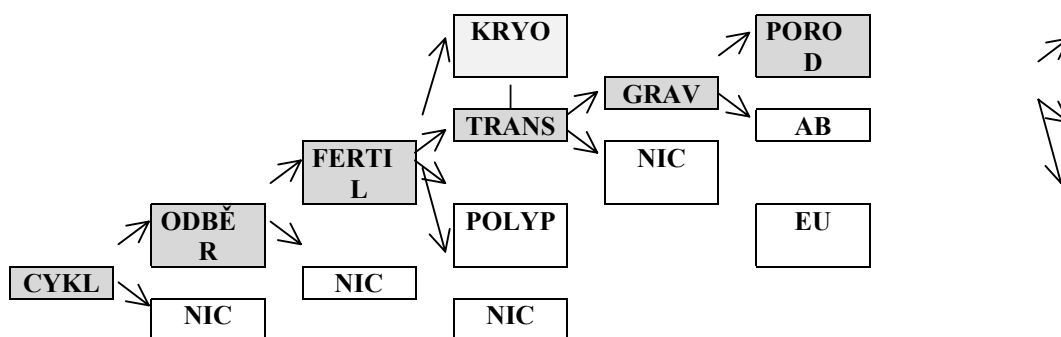 KRYO
PORO
D
GRAV
TRANS
AB
FERTI
L
NIC
ODBĚ
R
POLYP
EU
CYKL
NIC
NIC
NIC